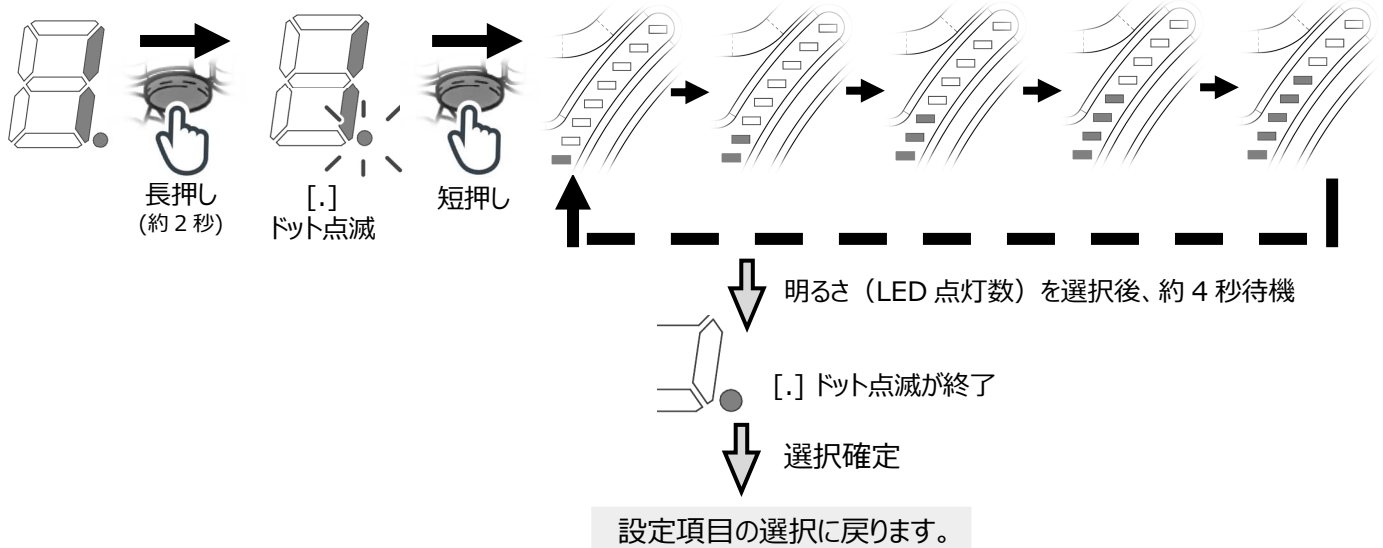 長押し
(約2秒)
[.]
ドット点滅
短押し
明るさ（LED 点灯数）を選択後、約 4 秒待機
[.] ドット点滅が終了
選択確定
設定項目の選択に戻ります。